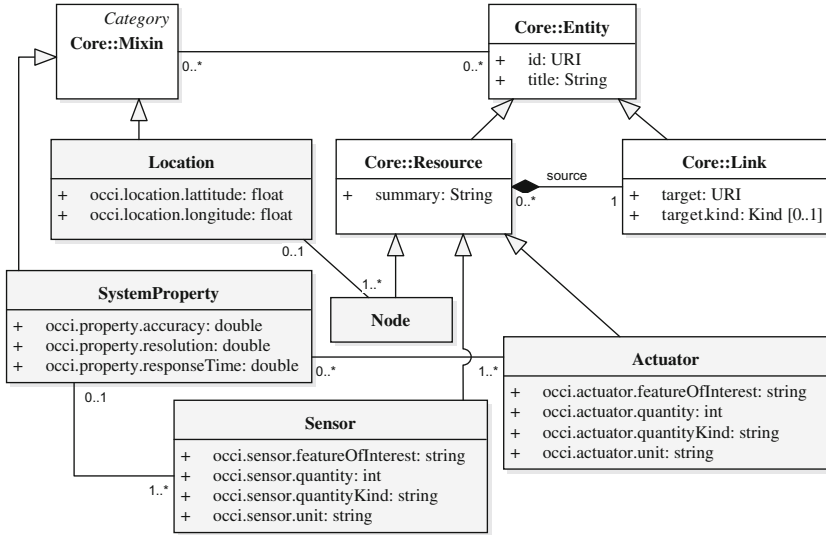 Category
Core::Mixin
0..*
0..*
Core::Entity
+ id: URI
+ title: String
Location
+ occi.location.lattitude: float
+ occi.location.longitude: float
Core::Resource
+ summary: String
source
0..*
1
Core::Link
+ target: URI
+ target.kind: Kind [0..1]
0..1
1..*
Node
SystemProperty
+ occi.property.accuracy: double
+ occi.property.resolution: double
+ occi.property.responseTime: double
0..*
1..*
Actuator
+ occi.actuator.featureOfInterest: string
+ occi.actuator.quantity: int
+ occi.actuator.quantityKind: string
+ occi.actuator.unit: string
0..1
1..*
Sensor
+ occi.sensor.featureOfInterest: string
+ occi.sensor.quantity: int
+ occi.sensor.quantityKind: string
+ occi.sensor.unit: string